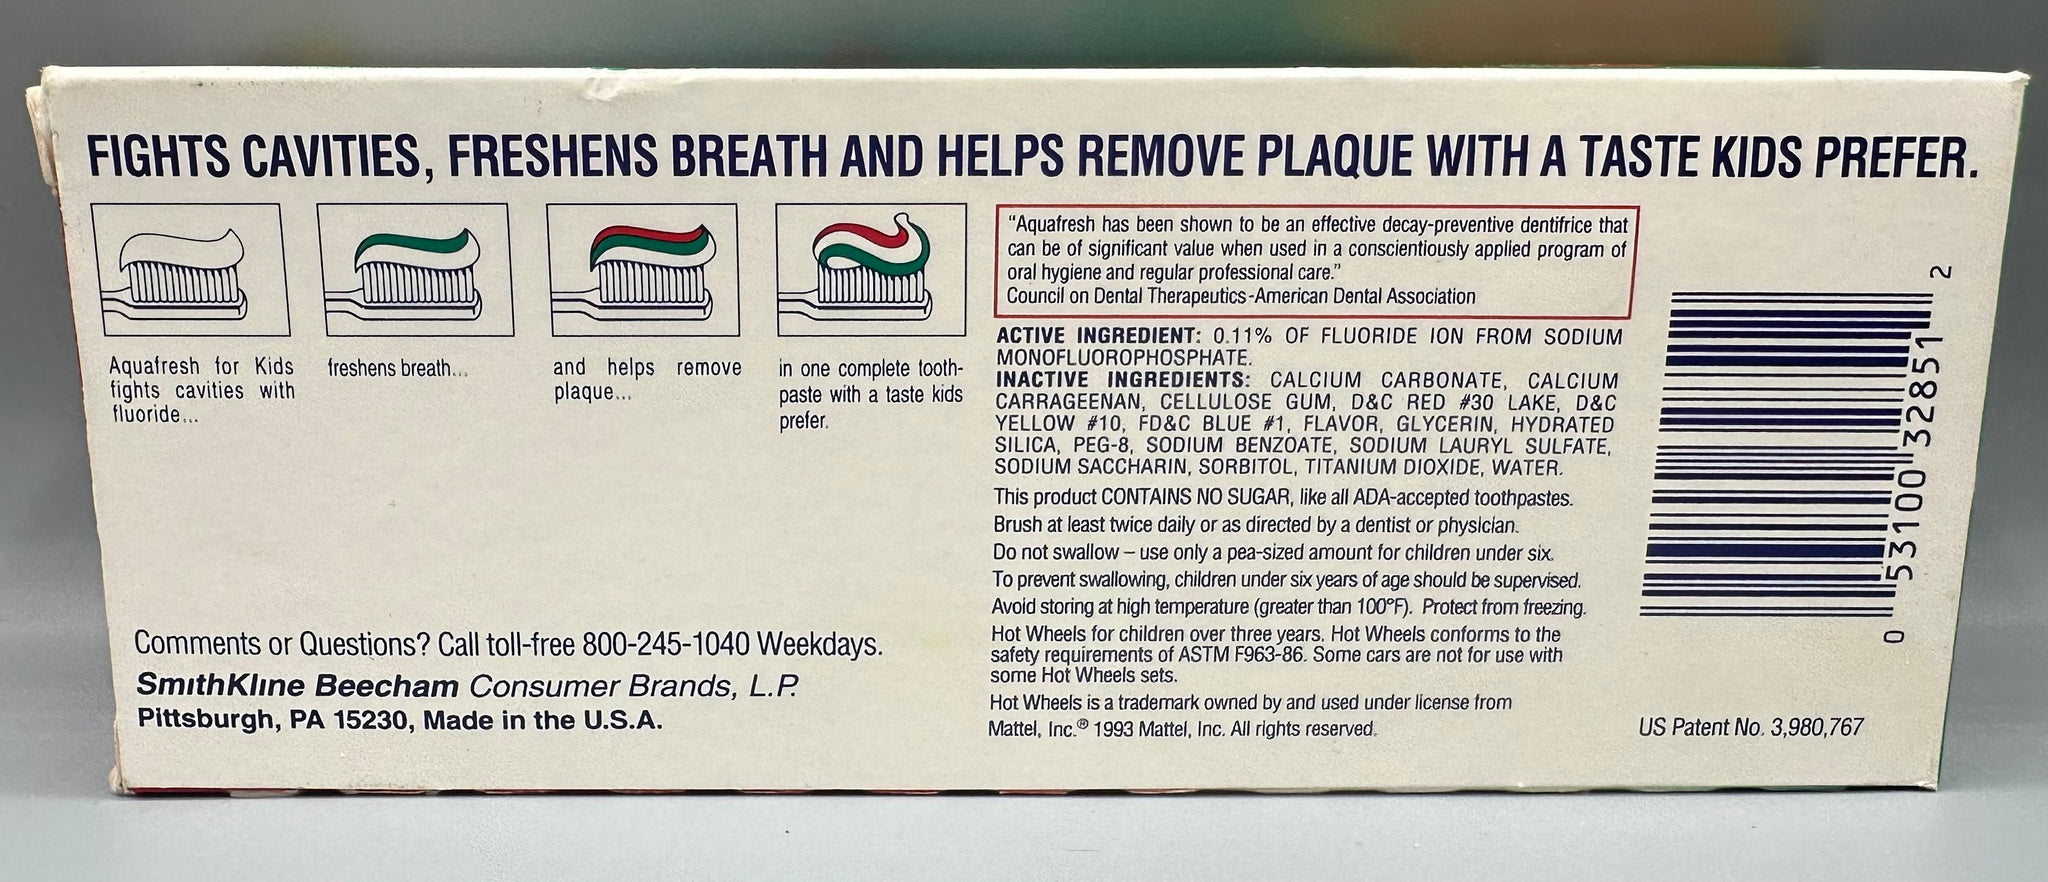 FIGHTS CAVITIES, FRESHENS BREATH AND HELPS REMOVE PLAQUE WITH A TASTE KIDS PREFER.
Aquafresh for Kids
fights cavities with
fluoride...
freshens breath...
and helps remove
plaque...
in one complete tooth-
paste with a taste kids
prefer.
Comments or Questions? Call toll-free 800-245-1040 Weekdays.
SmithKline Beecham Consumer Brands, L.P.
Pittsburgh, PA 15230, Made in the U.S.A.
"Aquafresh has been shown to be an effective decay-preventive dentifrice that
can be of significant value when used in a conscientiously applied program of
oral hygiene and regular professional care."
Council on Dental Therapeutics-American Dental Association
ACTIVE INGREDIENT: 0.11% OF FLUORIDE ION FROM SODIUM
MONOFLUOROPHOSPHATE.
INACTIVE INGREDIENTS: CALCIUM CARBONATE, CALCIUM
CARRAGEENAN, CELLULOSE GUM, D&C RED #30 LAKE, D&C
YELLOW #10, FD&C BLUE #1, FLAVOR, GLYCERIN, HYDRATED
SILICA, PEG-8, SODIUM BENZOATE, SODIUM LAURYL SULFATE,
SODIUM SACCHARIN, SORBITOL, TITANIUM DIOXIDE, WATER.
This product CONTAINS NO SUGAR, like all ADA-accepted toothpastes.
Brush at least twice daily or as directed by a dentist or physician.
Do not swallow – use only a pea-sized amount for children under six.
To prevent swallowing, children under six years of age should be supervised.
Avoid storing at high temperature (greater than 100°F). Protect from freezing.
Hot Wheels for children over three years. Hot Wheels conforms to the
safety requirements of ASTM F963-86. Some cars are not for use with
some Hot Wheels sets.
Hot Wheels is a trademark owned by and used under license from
Mattel, Inc.® 1993 Mattel, Inc. All rights reserved.
0 53100 32851 2
US Patent No. 3,980,767